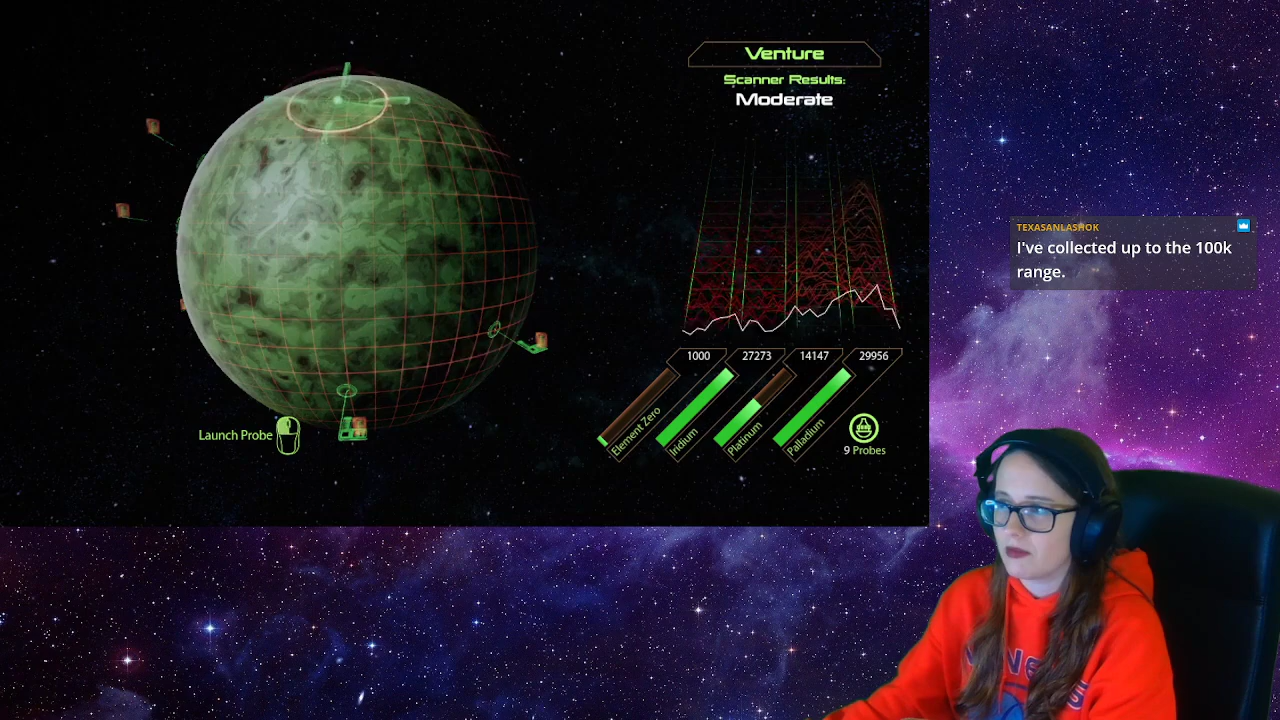 Venture
Scanner Results:
Moderate
TEXASANLASHOK
I've collected up to the 100k
range.
1000
27273
14147
29956
Element Zero
Iridium
Platinum
Palladium
Launch Probe
9 Probes